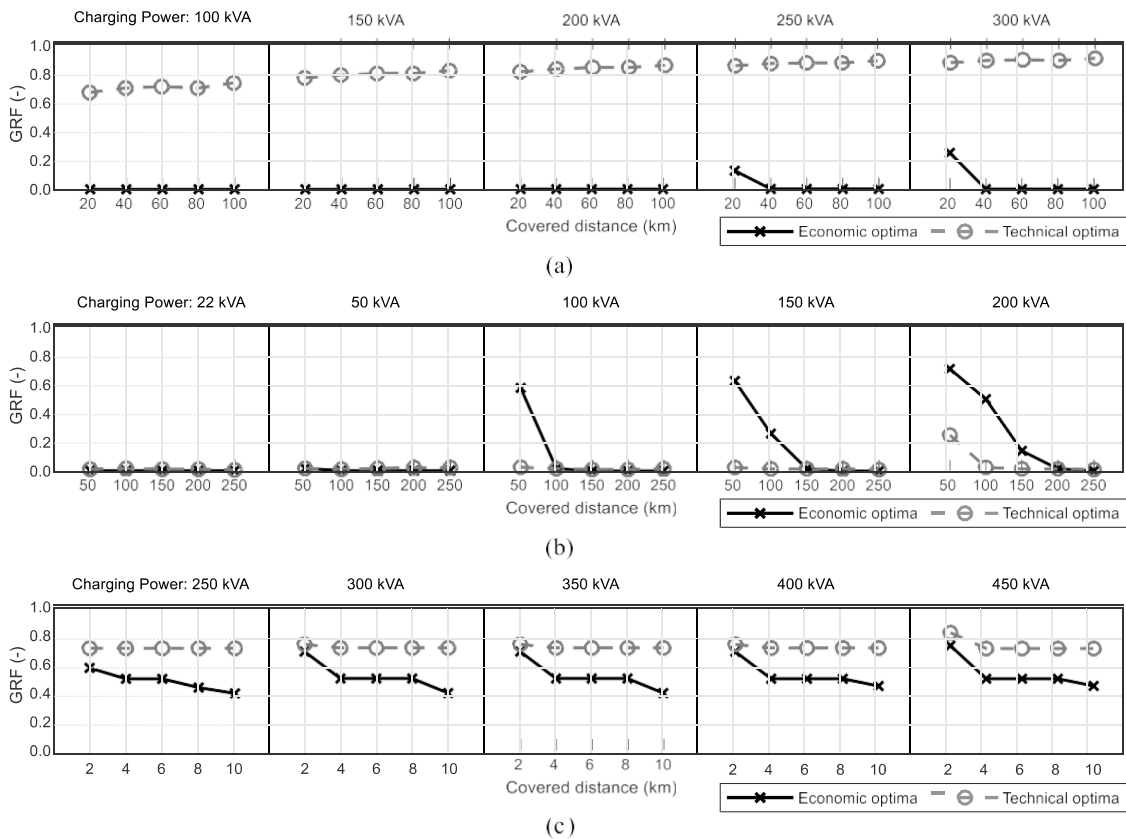 Charging Power: 100 kVA 150 kVA 200 kVA 250 kVA 300 kVA
GRF (-)
1.0
0.8
0.6
0.4
0.2
0.0
20 40 60 80 100 20 40 60 80 100 20 40 60 80 100 20 40 60 80 100 20 40 60 80 100
Covered distance (km)
Economic optima Technical optima
(a)
Charging Power: 22 kVA 50 kVA 100 kVA 150 kVA 200 kVA
GRF (-)
1.0
0.8
0.6
0.4
0.2
0.0
50 100 150 200 250 50 100 150 200 250 50 100 150 200 250 50 100 150 200 250 50 100 150 200 250
Covered distance (km)
Economic optima Technical optima
(b)
Charging Power: 250 kVA 300 kVA 350 kVA 400 kVA 450 kVA
GRF (-)
1.0
0.8
0.6
0.4
0.2
0.0
2 4 6 8 10 2 4 6 8 10 2 4 6 8 10 2 4 6 8 10 2 4 6 8 10
Covered distance (km)
Economic optima Technical optima
(c)